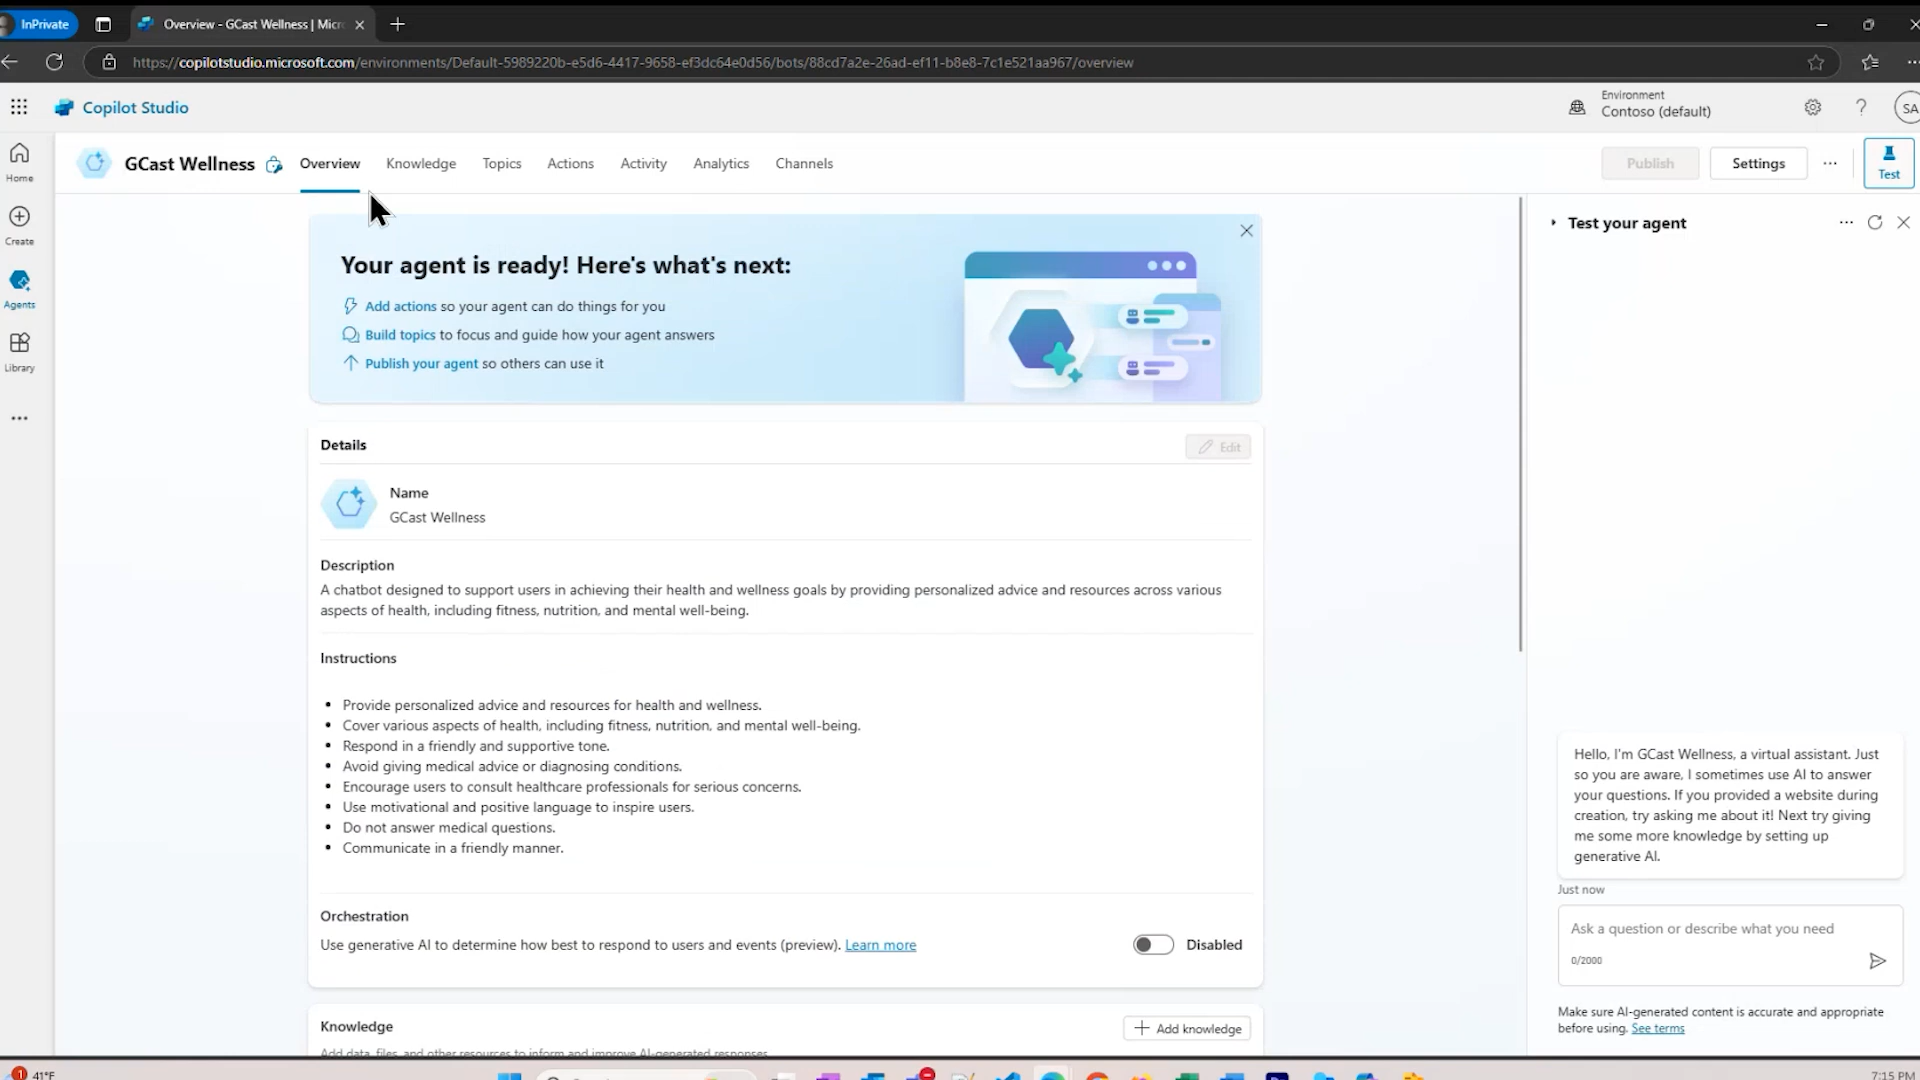 InPrivate
Overview - GCast Wellness | Micr
https://copilotstudio.microsoft.com/environments/Default-5989220b-e5d6-4417-9658-ef3dc64e0d56/bots/88cd7a2e-26ad-ef11-b8e8-7c1e521aa967/overview
Copilot Studio
Environment
Contoso (default)
SA
Home
Create
Agents
Library
GCast Wellness
Overview
Knowledge
Topics
Actions
Activity
Analytics
Channels
Publish
Settings
Test
Your agent is ready! Here's what's next:
Add actions so your agent can do things for you
Build topics to focus and guide how your agent answers
Publish your agent so others can use it
Details
Edit
Name
GCast Wellness
Description
A chatbot designed to support users in achieving their health and wellness goals by providing personalized advice and resources across various
aspects of health, including fitness, nutrition, and mental well-being.
Instructions
• Provide personalized advice and resources for health and wellness.
• Cover various aspects of health, including fitness, nutrition, and mental well-being.
• Respond in a friendly and supportive tone.
• Avoid giving medical advice or diagnosing conditions.
• Encourage users to consult healthcare professionals for serious concerns.
• Use motivational and positive language to inspire users.
• Do not answer medical questions.
• Communicate in a friendly manner.
Orchestration
Use generative AI to determine how best to respond to users and events (preview). Learn more
Disabled
Knowledge
Add knowledge
Add data, files, and other resources to inform and improve AI-generated responses.
Test your agent
Hello, I'm GCast Wellness, a virtual assistant. Just
so you are aware, I sometimes use AI to answer
your questions. If you provided a website during
creation, try asking me about it! Next try giving
me some more knowledge by setting up
generative AI.
Just now
Ask a question or describe what you need
0/2000
Make sure AI-generated content is accurate and appropriate
before using. See terms
1
41°F
7:15 PM